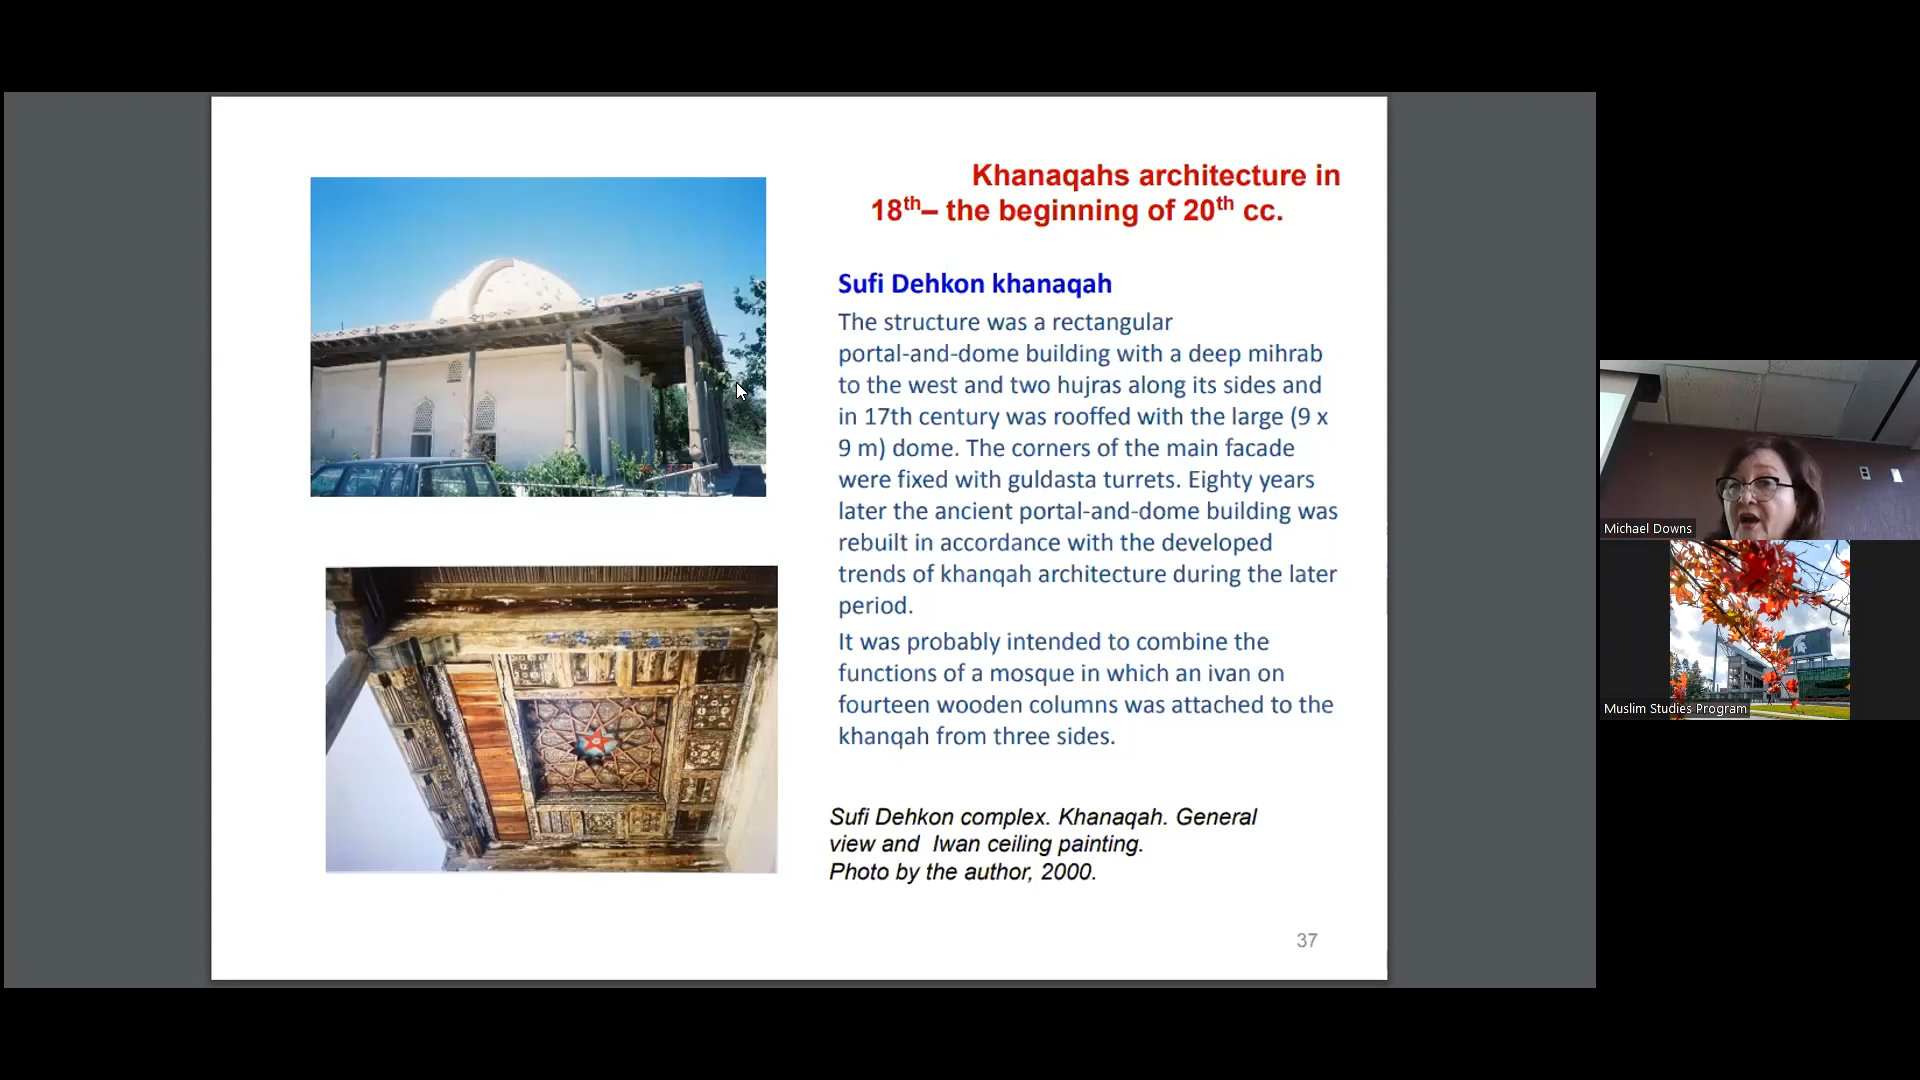 Khanaqahs architecture in
18th– the beginning of 20th cc.
Sufi Dehkon khanaqah
The structure was a rectangular
portal-and-dome building with a deep mihrab
to the west and two hujras along its sides and
in 17th century was rooffed with the large (9 x
9 m) dome. The corners of the main facade
were fixed with guldasta turrets. Eighty years
later the ancient portal-and-dome building was
rebuilt in accordance with the developed
trends of khanqah architecture during the later
period.
It was probably intended to combine the
functions of a mosque in which an ivan on
fourteen wooden columns was attached to the
khanqah from three sides.
Sufi Dehkon complex. Khanaqah. General
view and  Iwan ceiling painting.
Photo by the author, 2000.
37
Michael Downs
Muslim Studies Program